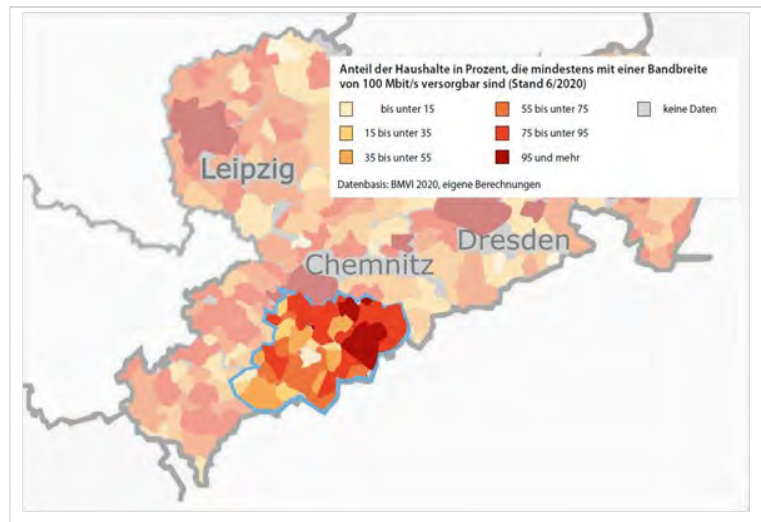 Anteil der Haushalte in Prozent, die mindestens mit einer Bandbreite
von 100 Mbit/s versorgbar sind (Stand 6/2020)
bis unter 15
55 bis unter 75
keine Daten
15 bis unter 35
75 bis unter 95
35 bis unter 55
95 und mehr
Datenbasis: BMVI 2020, eigene Berechnungen
Leipzig
Dresden
Chemnitz